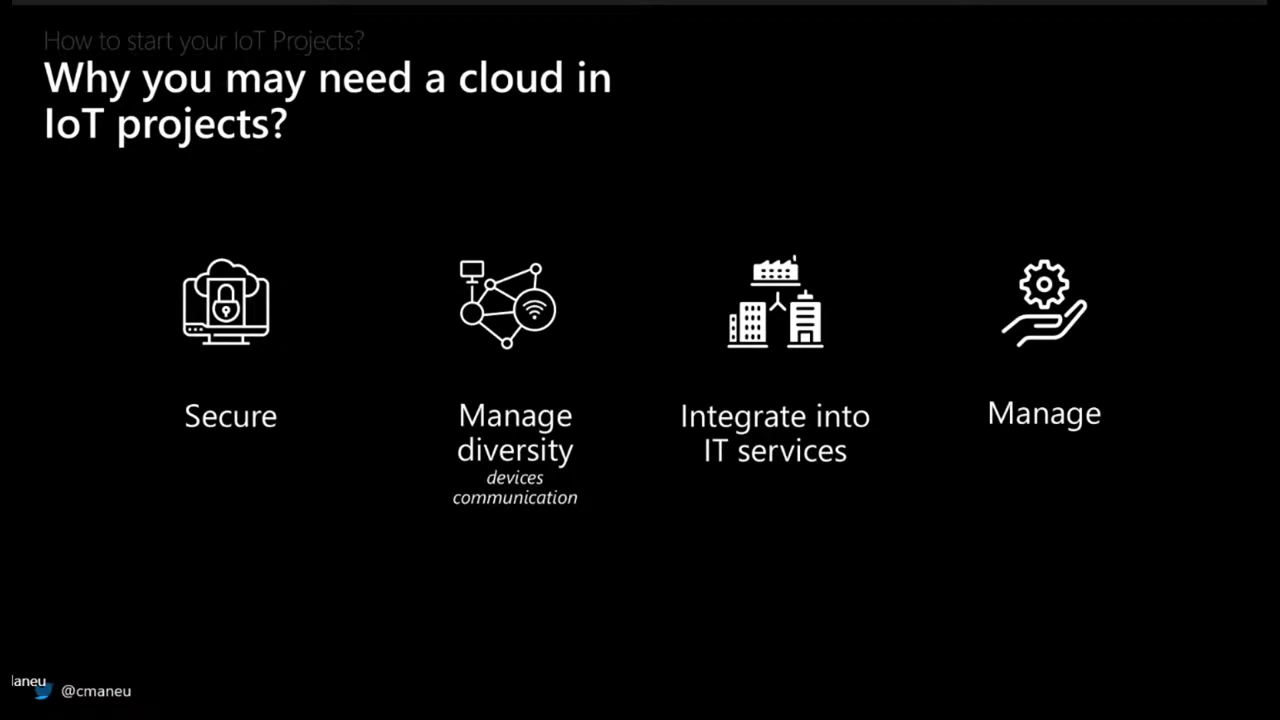 How to start your IoT Projects?
Why you may need a cloud in
IoT projects?
Secure
Manage
diversity
devices
communication
Integrate into
IT services
Manage
laneu
@cmaneu